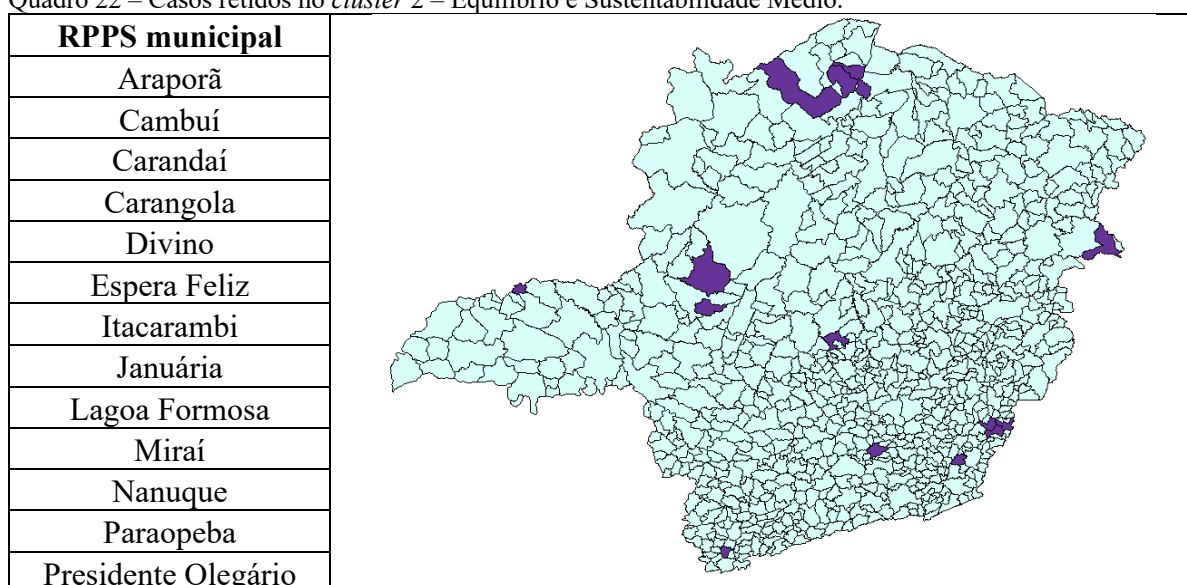 Quadro 22 – Casos retidos no cluster 2 – Equilíbrio e Sustentabilidade Médio.
RPPS municipal
Araporã
Cambuí
Carandaí
Carangola
Divino
Espera Feliz
Itacarambi
Januária
Lagoa Formosa
Miraí
Nanuque
Paraopeba
Presidente Olegário